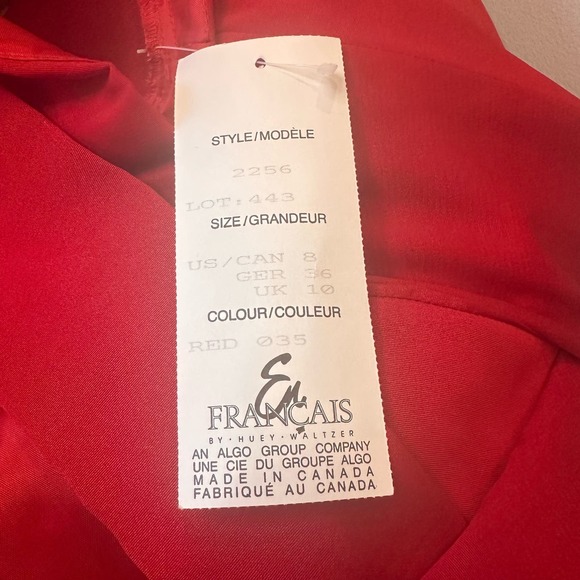 STYLE/MODÈLE
2256
LOT:443
SIZE/GRANDEUR
US/CAN 8
GER 36
UK 10
COLOUR/COULEUR
RED 035
En
FRANÇAIS
BY·HUEY·WALTZER
AN ALGO GROUP COMPANY
UNE CIE DU GROUPE ALGO
MADE IN CANADA
FABRIQUÉ AU CANADA